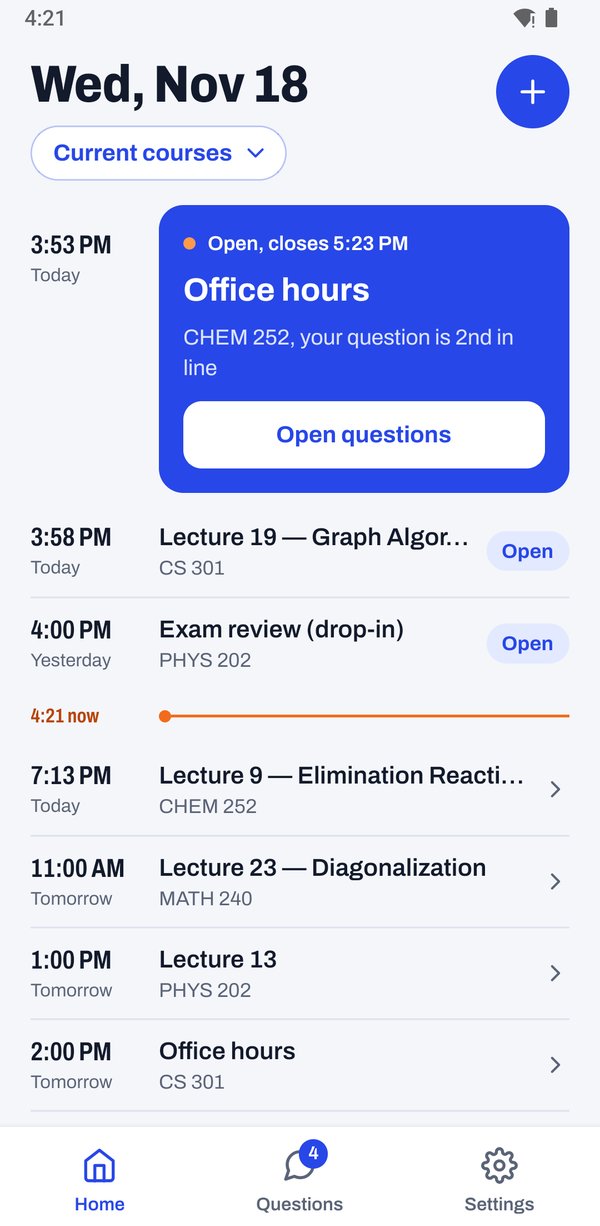 4:21
Wed, Nov 18
Current courses
3:53 PM
Today
Open, closes 5:23 PM
Office hours
CHEM 252, your question is 2nd in
line
Open questions
3:58 PM
Today
Lecture 19 — Graph Algor...
CS 301
Open
4:00 PM
Yesterday
Exam review (drop-in)
PHYS 202
Open
4:21 now
7:13 PM
Today
Lecture 9 — Elimination Reacti...
CHEM 252
11:00 AM
Tomorrow
Lecture 23 — Diagonalization
MATH 240
1:00 PM
Tomorrow
Lecture 13
PHYS 202
2:00 PM
Tomorrow
Office hours
CS 301
4
Home
Questions
Settings